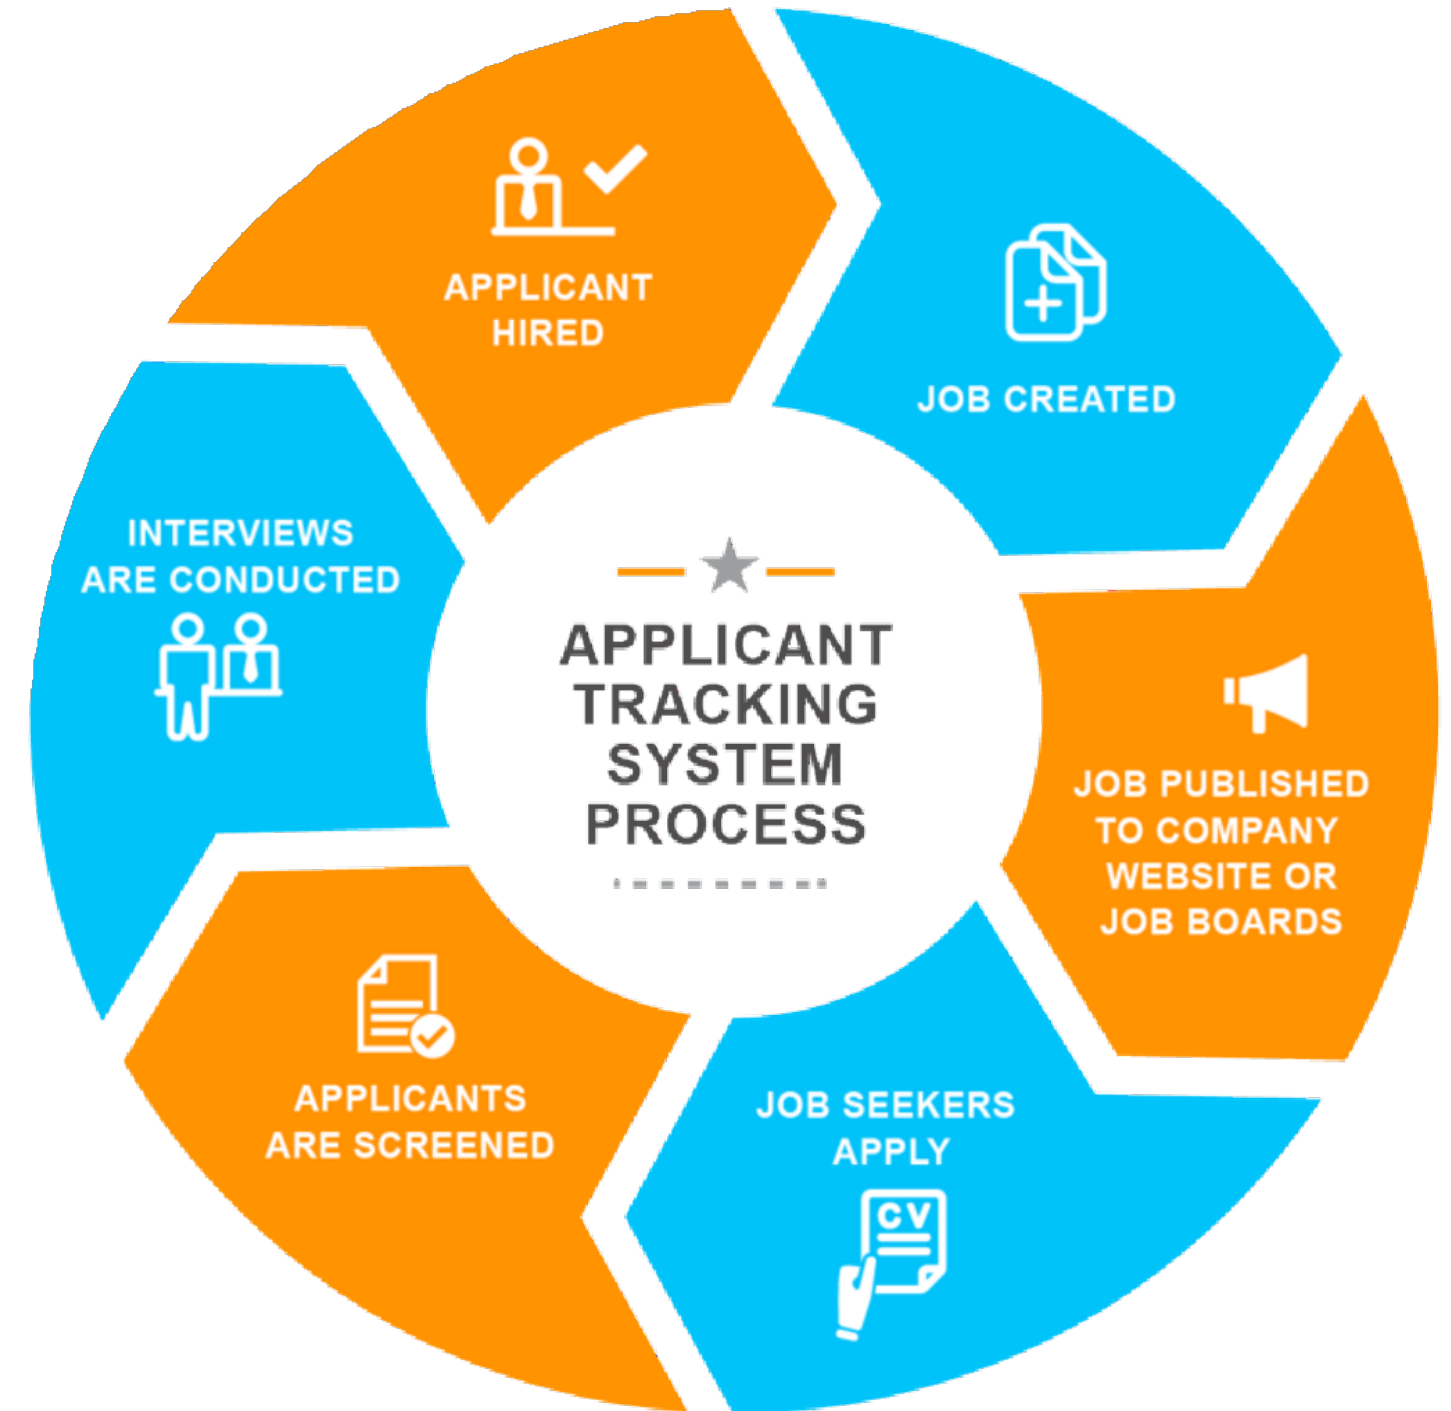 APPLICANT
TRACKING
SYSTEM
PROCESS
JOB CREATED
JOB PUBLISHED
TO COMPANY
WEBSITE OR
JOB BOARDS
JOB SEEKERS
APPLY
CV
APPLICANTS
ARE SCREENED
INTERVIEWS
ARE CONDUCTED
APPLICANT
HIRED